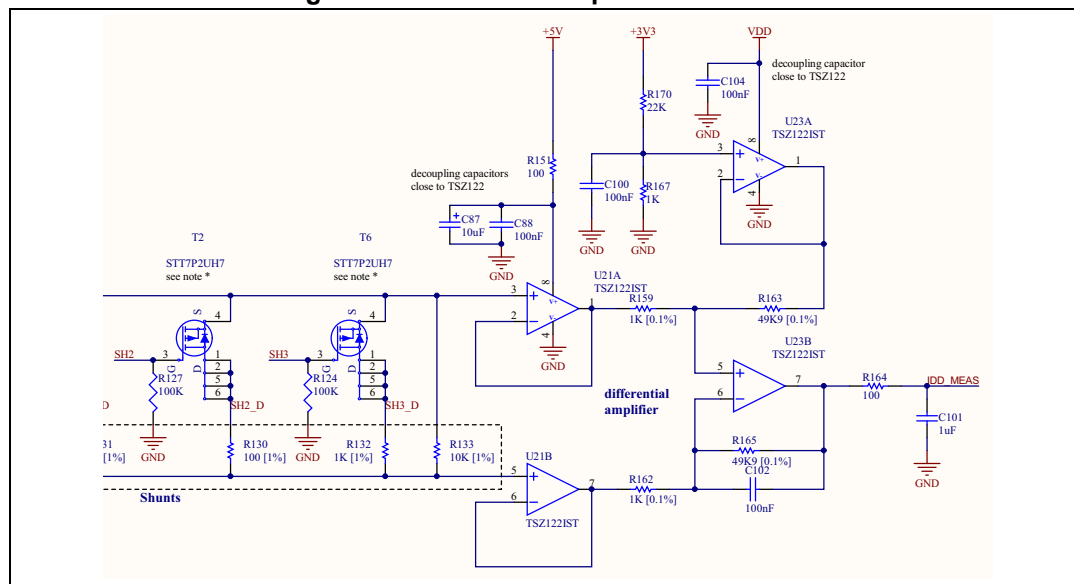 +5V
+3V3
VDD
decoupling capacitor
close to TSZ122
C104
100nF
GND
R170
22K
U23A
TSZ122IST
8
3
+
V+
1
2
V-
4
GND
R151
100
decoupling capacitors
close to TSZ122
C100
100nF
GND
R167
1K
GND
+
C87
10uF
C88
100nF
GND
T2
STT7P2UH7
see note *
T6
STT7P2UH7
see note *
U21A
TSZ122IST
8
3
+
V+
1
2
V-
4
GND
R159
1K [0.1%]
R163
49K9 [0.1%]
S
4
SH2
3
G
D
1
2
5
6
R127
100K
GND
SH2_D
S
4
SH3
3
G
D
1
2
5
6
R124
100K
GND
SH3_D
D
U23B
TSZ122IST
5
+
7
6
R164
100
IDD_MEAS
C101
1uF
GND
differential
amplifier
31
[1%]
R130
100 [1%]
R132
1K [1%]
R133
10K [1%]
Shunts
U21B
5
+
7
6
TSZ122IST
R162
1K [0.1%]
R165
49K9 [0.1%]
C102
100nF